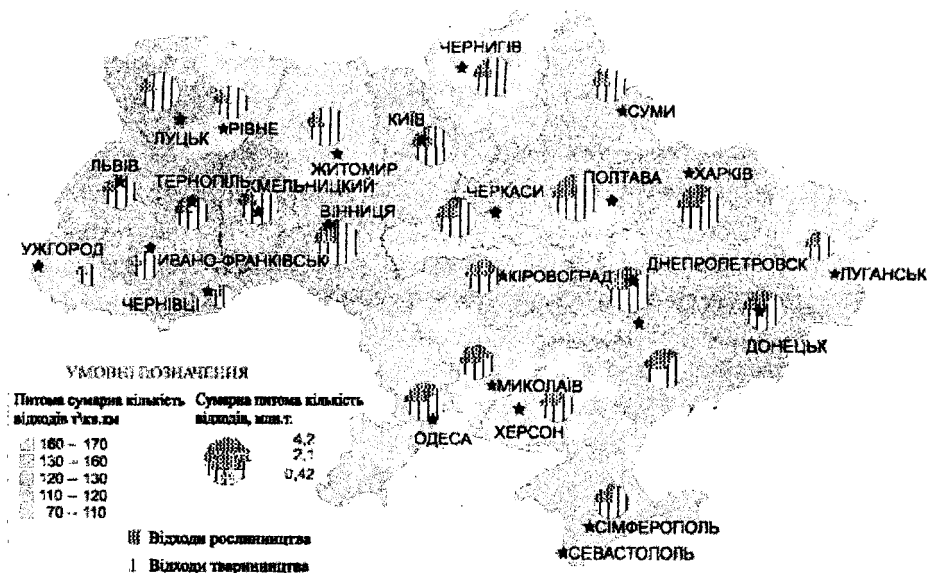 ЧЕРНИГІВ
СУМИ
ЛУЦЬК
РІВНЕ
КИЇВ
ЖИТОМИР
ЛЬВІВ
ТЕРНОПІЛЬ
ХМЕЛЬНИЦКИЙ
ЧЕРКАСИ
ПОЛТАВА
ХАРКІВ
ВІННИЦЯ
УЖГОРОД
ИВАНО-ФРАНКІВСЬК
КІРОВОГРАД
ДНЕПРОПЕТРОВСК
ЛУГАНСЬК
ЧЕРНІВЦІ
ДОНЕЦЬК
МИКОЛАЇВ
ХЕРСОН
ОДЕСА
СІМФЕРОПОЛЬ
СЕВАСТОПОЛЬ
УМОВНІ ПОЗНАЧЕННЯ
Питома сумарна кількість
відходів т/кв.км
160 – 170
130 – 160
120 – 130
110 – 120
70 – 110
Сумарна питома кількість
відходів, млн.т.
4,2
2,1
0,42
Відходи рослинництва
Відходи тваринництва